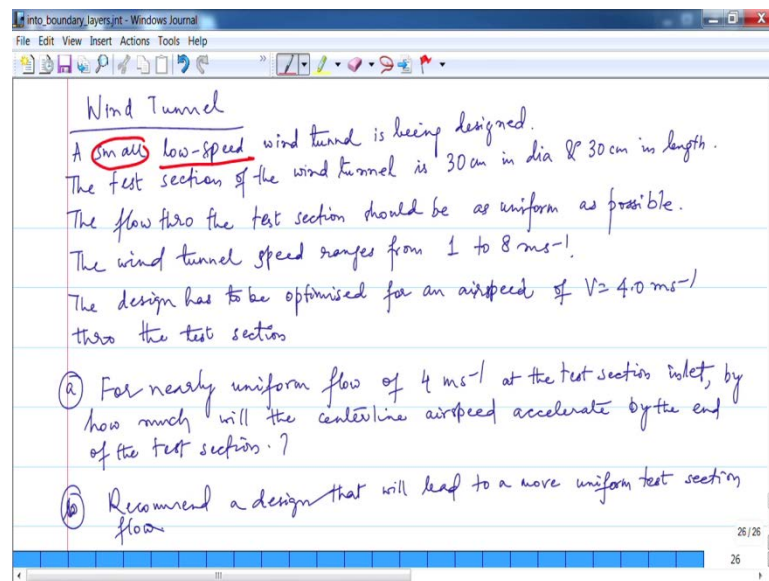 into_boundary_layers.jnt - Windows Journal
File Edit View Insert Actions Tools Help
Wind Tunnel
A small low-speed wind tunnel is being designed.
The test section of the wind tunnel is 30 cm in dia & 30 cm in length.
The flow thro the test section should be as uniform as possible.
The wind tunnel speed ranges from 1 to 8 ms-1.
The design has to be optimised for an airspeed of V = 4.0 ms-1
thro the test section
(a) For nearly uniform flow of 4 ms-1 at the test section inlet, by
how much will the centerline airspeed accelerate by the end
of the test section. ?
(b) Recommend a design that will lead to a more uniform test section
flow
26 / 26
26